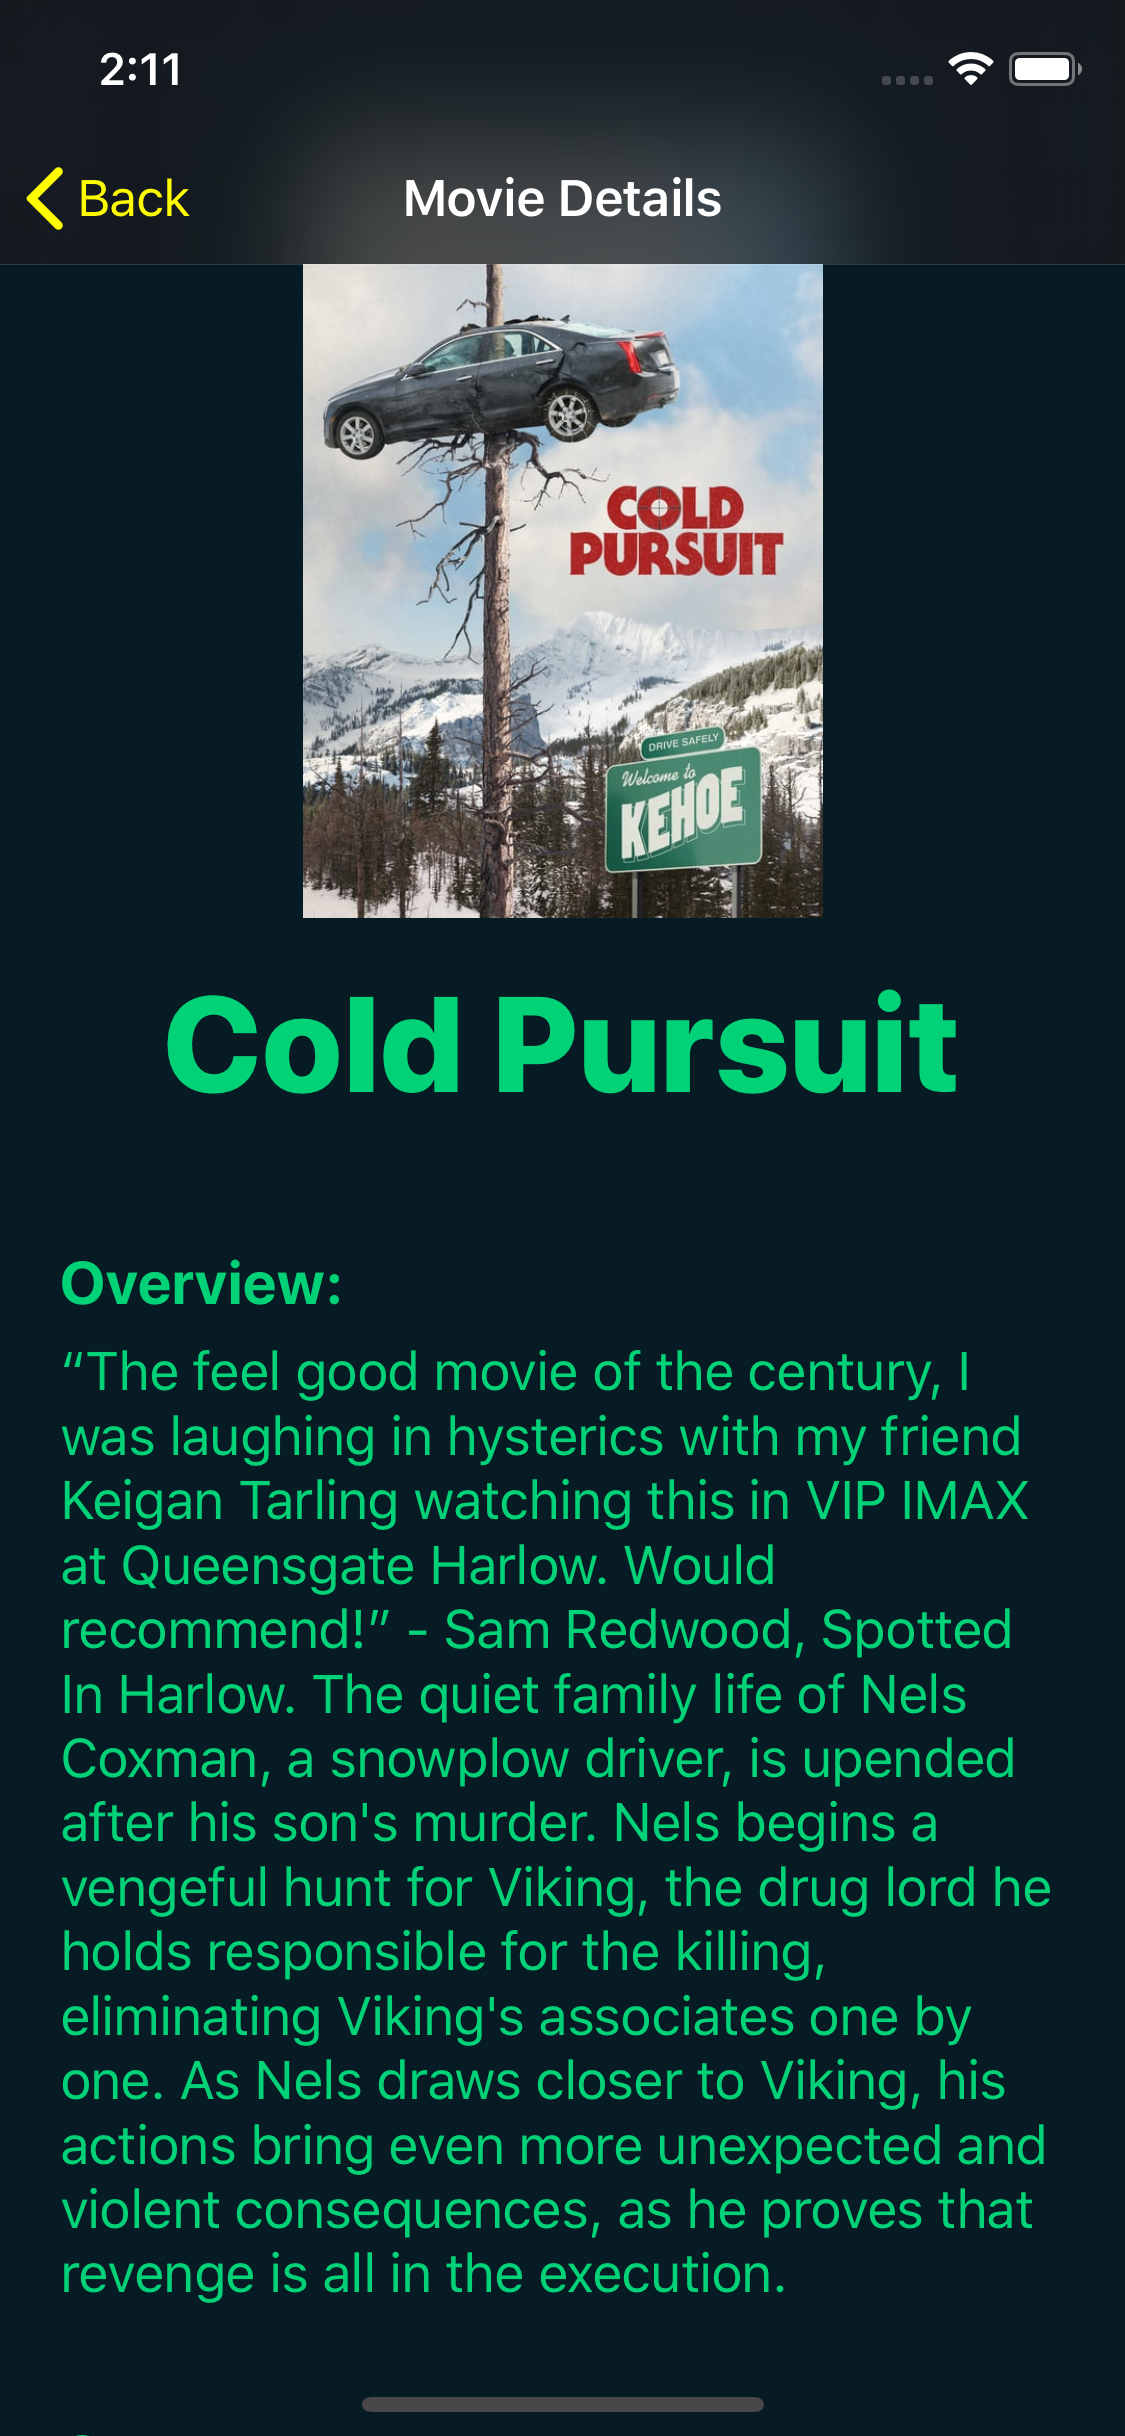 2:11
Back
Movie Details
COLD
PURSUIT
DRIVE SAFELY
Welcome to
KEHOE
Cold Pursuit
Overview:
“The feel good movie of the century, I
was laughing in hysterics with my friend
Keigan Tarling watching this in VIP IMAX
at Queensgate Harlow. Would
recommend!” - Sam Redwood, Spotted
In Harlow. The quiet family life of Nels
Coxman, a snowplow driver, is upended
after his son's murder. Nels begins a
vengeful hunt for Viking, the drug lord he
holds responsible for the killing,
eliminating Viking's associates one by
one. As Nels draws closer to Viking, his
actions bring even more unexpected and
violent consequences, as he proves that
revenge is all in the execution.